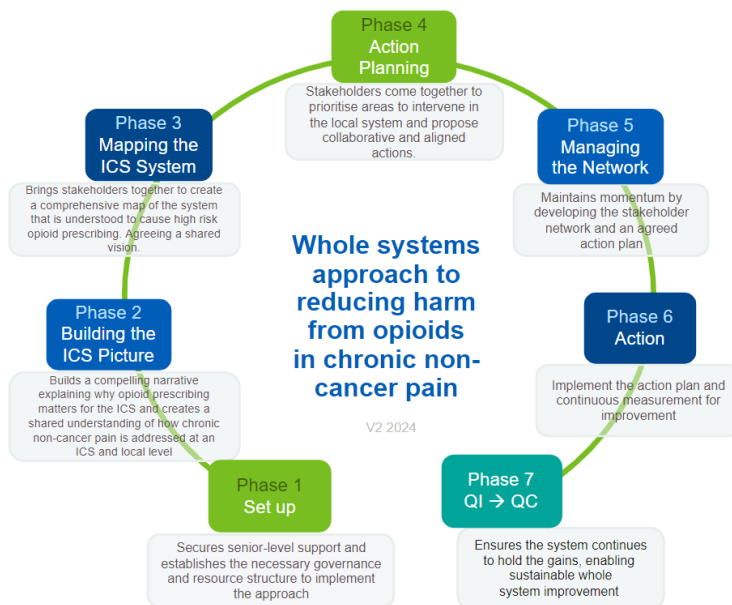 Phase 4
Action
Planning
Stakeholders come together to
prioritise areas to intervene in
the local system and propose
collaborative and aligned
actions.
Phase 3
Mapping the
ICS System
Brings stakeholders together to create
a comprehensive map of the system
that is understood to cause high risk
opioid prescribing. Agreeing a shared
vision.
Phase 5
Managing
the Network
Maintains momentum by
developing the stakeholder
network and an agreed
action plan
Whole systems
approach to
reducing harm
from opioids
in chronic non-
cancer pain
V2 2024
Phase 2
Building the
ICS Picture
Builds a compelling narrative
explaining why opioid prescribing
matters for the ICS and creates a
shared understanding of how chronic
non-cancer pain is addressed at an
ICS and local level
Phase 6
Action
Implement the action plan and
continuous measurement for
improvement
Phase 1
Set up
Secures senior-level support and
establishes the necessary governance
and resource structure to implement
the approach
Phase 7
QI → QC
Ensures the system continues
to hold the gains, enabling
sustainable whole
system improvement